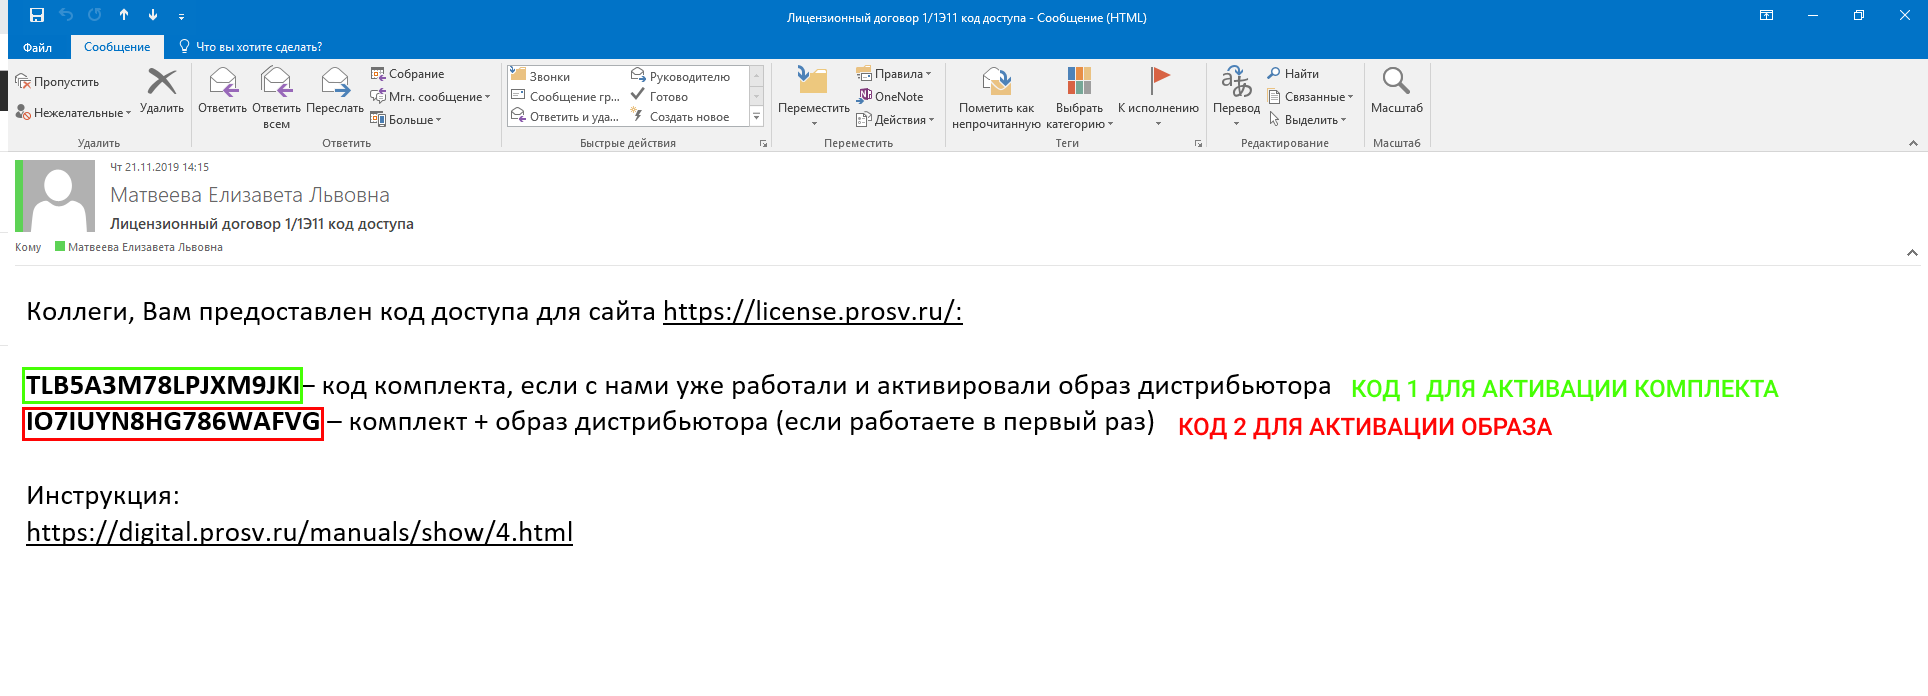 Лицензионный договор 1/1Э11 код доступа - Сообщение (HTML)
Файл
Сообщение
Что вы хотите сделать?
Пропустить
Нежелательные
Удалить
Удалить
Ответить
Ответить всем
Переслать
Собрание
Мгн. сообщение
Больше
Ответить
Звонки
Сообщение гр...
Ответить и уда...
Руководителю
Готово
Создать новое
Быстрые действия
Переместить
Правила
OneNote
Действия
Переместить
Пометить как непрочитанную
Выбрать категорию
К исполнению
Теги
Перевод
Найти
Связанные
Выделить
Редактирование
Масштаб
Масштаб
Чт 21.11.2019 14:15
Матвеева Елизавета Львовна
Лицензионный договор 1/1Э11 код доступа
Кому Матвеева Елизавета Львовна
Коллеги, Вам предоставлен код доступа для сайта https://license.prosv.ru/:
TLB5A3M78LPJXM9JKI – код комплекта, если с нами уже работали и активировали образ дистрибьютора КОД 1 ДЛЯ АКТИВАЦИИ КОМПЛЕКТА
IO7IUYN8HG786WAFVG – комплект + образ дистрибьютора (если работаете в первый раз) КОД 2 ДЛЯ АКТИВАЦИИ ОБРАЗА
Инструкция:
https://digital.prosv.ru/manuals/show/4.html